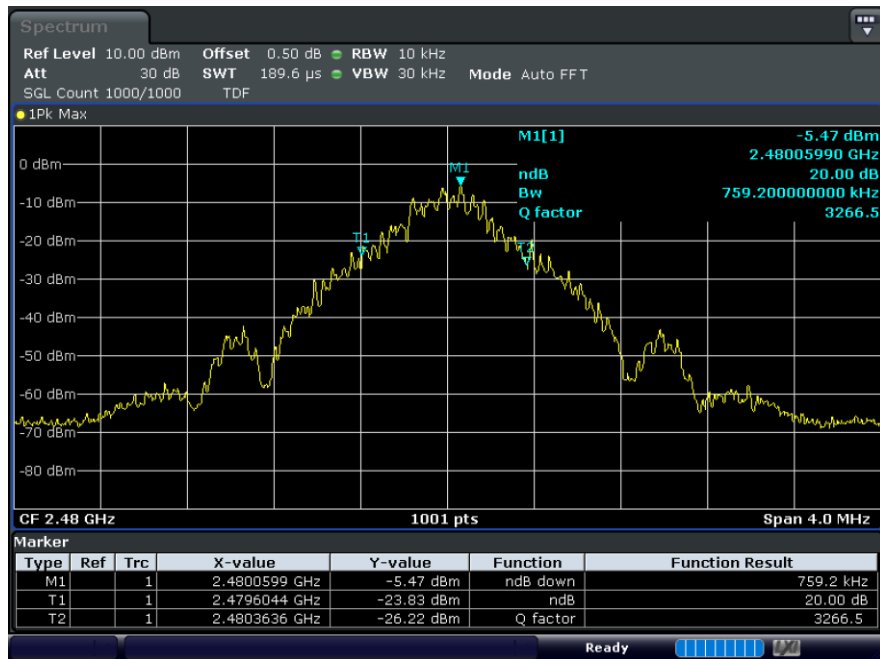 Spectrum
Ref Level 10.00 dBm Offset 0.50 dB RBW 10 kHz
Att 30 dB SWT 189.6 µs VBW 30 kHz Mode Auto FFT
SGL Count 1000/1000 TDF
1Pk Max
M1[1] -5.47 dBm
2.48005990 GHz
ndB 20.00 dB
Bw 759.200000000 kHz
Q factor 3266.5
0 dBm
M1
-10 dBm
-20 dBm
T1
T2
-30 dBm
-40 dBm
-50 dBm
-60 dBm
-70 dBm
-80 dBm
CF 2.48 GHz 1001 pts Span 4.0 MHz
Marker
Type Ref Trc X-value Y-value Function Function Result
M1 1 2.4800599 GHz -5.47 dBm ndB down 759.2 kHz
T1 1 2.4796044 GHz -23.83 dBm ndB 20.00 dB
T2 1 2.4803636 GHz -26.22 dBm Q factor 3266.5
Ready